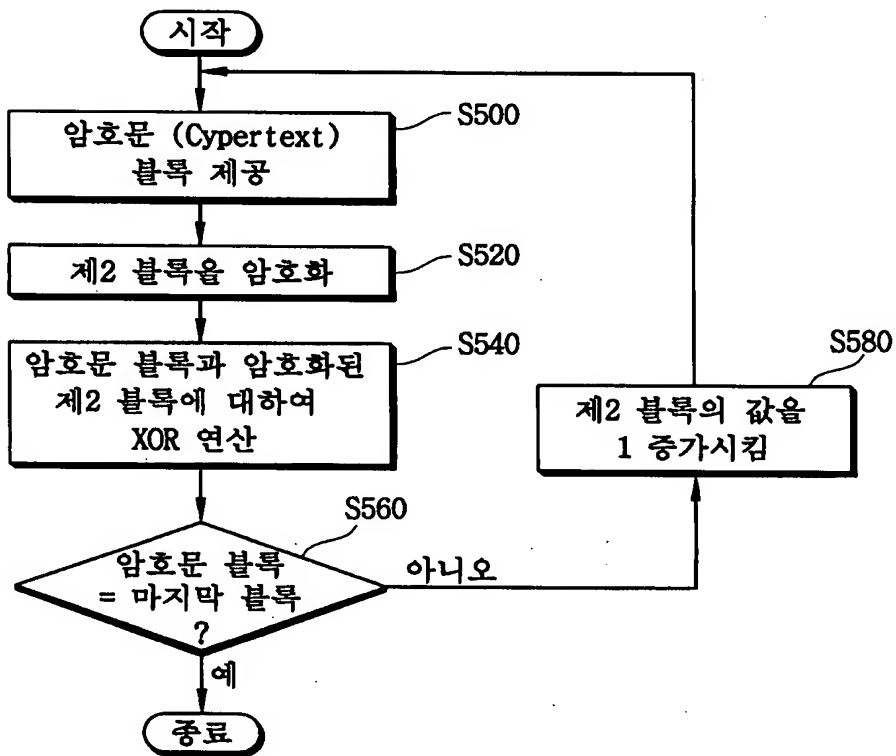 시작
암호문 (Cypertext)
블록 제공
S500
제2 블록을 암호화
S520
암호문 블록과 암호화된
제2 블록에 대하여
XOR 연산
S540
제2 블록의 값을
1 증가시킴
S580
암호문 블록
= 마지막 블록
?
S560
아니오
예
종료